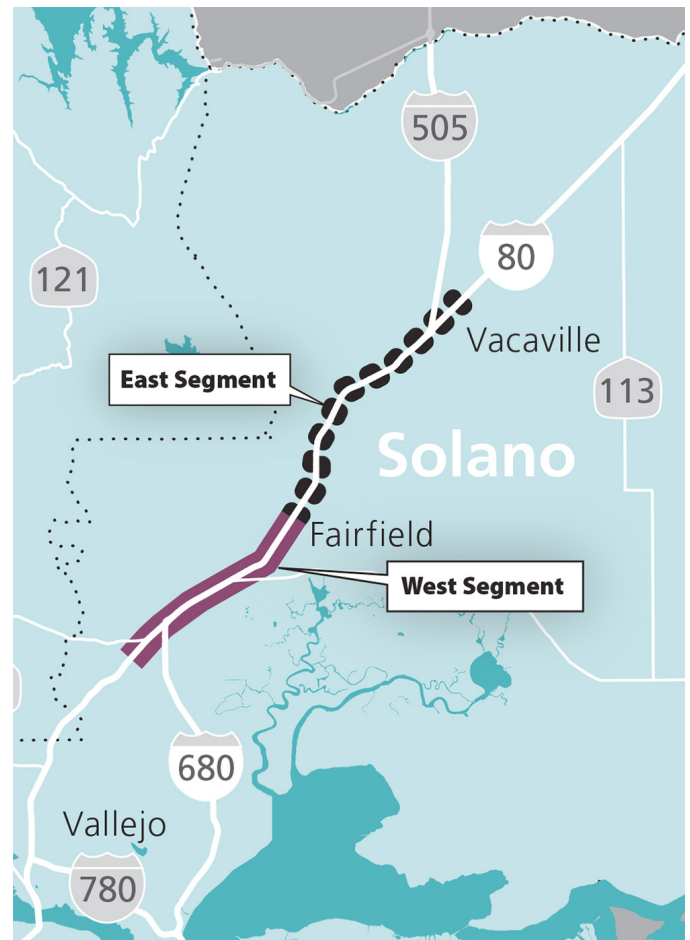 505
80
121
Vacaville
East Segment
113
Solano
Fairfield
West Segment
680
Vallejo
780